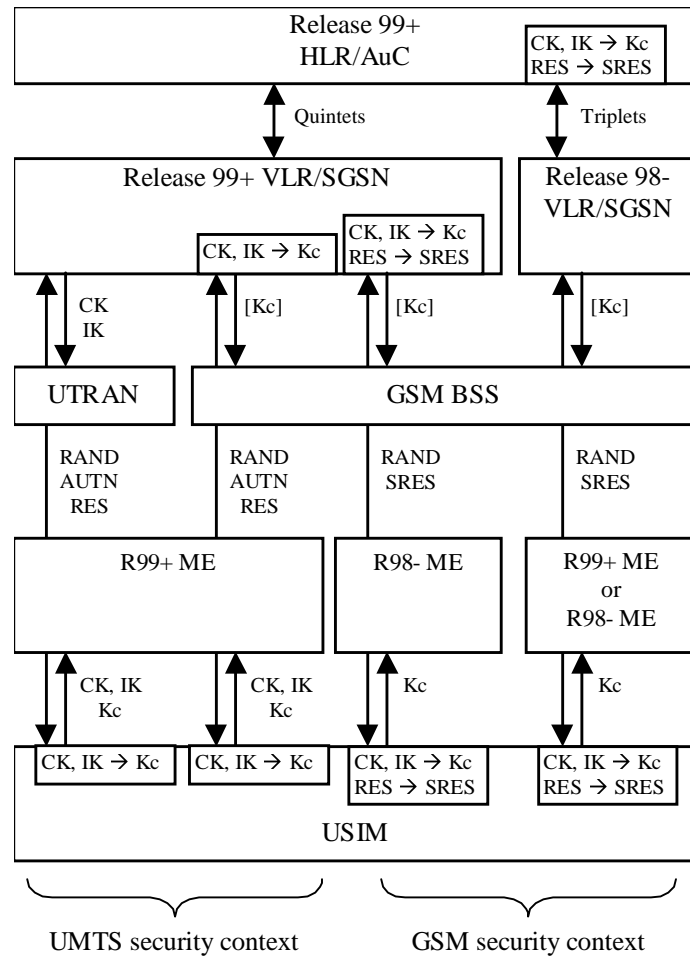 Release 99+
HLR/AuC
CK, IK → Kc
RES → SRES
Quintets
Triplets
Release 99+ VLR/SGSN
CK, IK → Kc
CK, IK → Kc
RES → SRES
Release 98-
VLR/SGSN
CK
IK
[Kc]
[Kc]
[Kc]
UTRAN
GSM BSS
RAND
AUTN
RES
RAND
AUTN
RES
RAND
SRES
RAND
SRES
R99+ ME
R98- ME
R99+ ME
or
R98- ME
CK, IK
Kc
CK, IK
Kc
Kc
Kc
CK, IK → Kc
CK, IK → Kc
CK, IK → Kc
RES → SRES
CK, IK → Kc
RES → SRES
USIM
UMTS security context
GSM security context